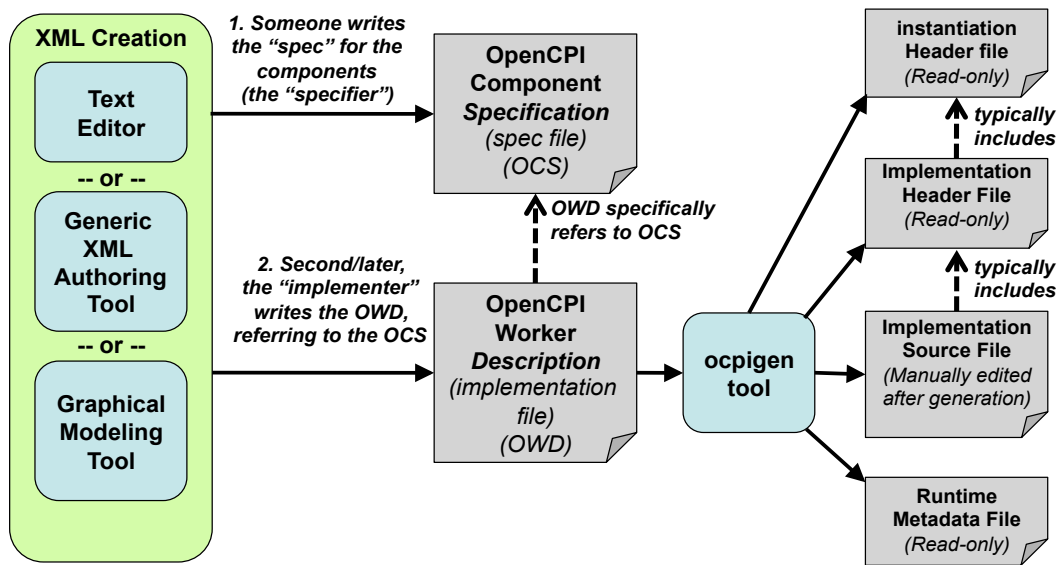 XML Creation
Text
Editor
-- or --
Generic
XML
Authoring
Tool
-- or --
Graphical
Modeling
Tool
1. Someone writes
the “spec” for the
components
(the “specifier”)
2. Second/later,
the “implementer”
writes the OWD,
referring to the OCS
OpenCPI
Component
Specification
(spec file)
(OCS)
OWD specifically
refers to OCS
OpenCPI
Worker
Description
(implementation
file)
(OWD)
ocpigen
tool
instantiation
Header file
(Read-only)
typically
includes
Implementation
Header File
(Read-only)
typically
includes
Implementation
Source File
(Manually edited
after generation)
Runtime
Metadata File
(Read-only)